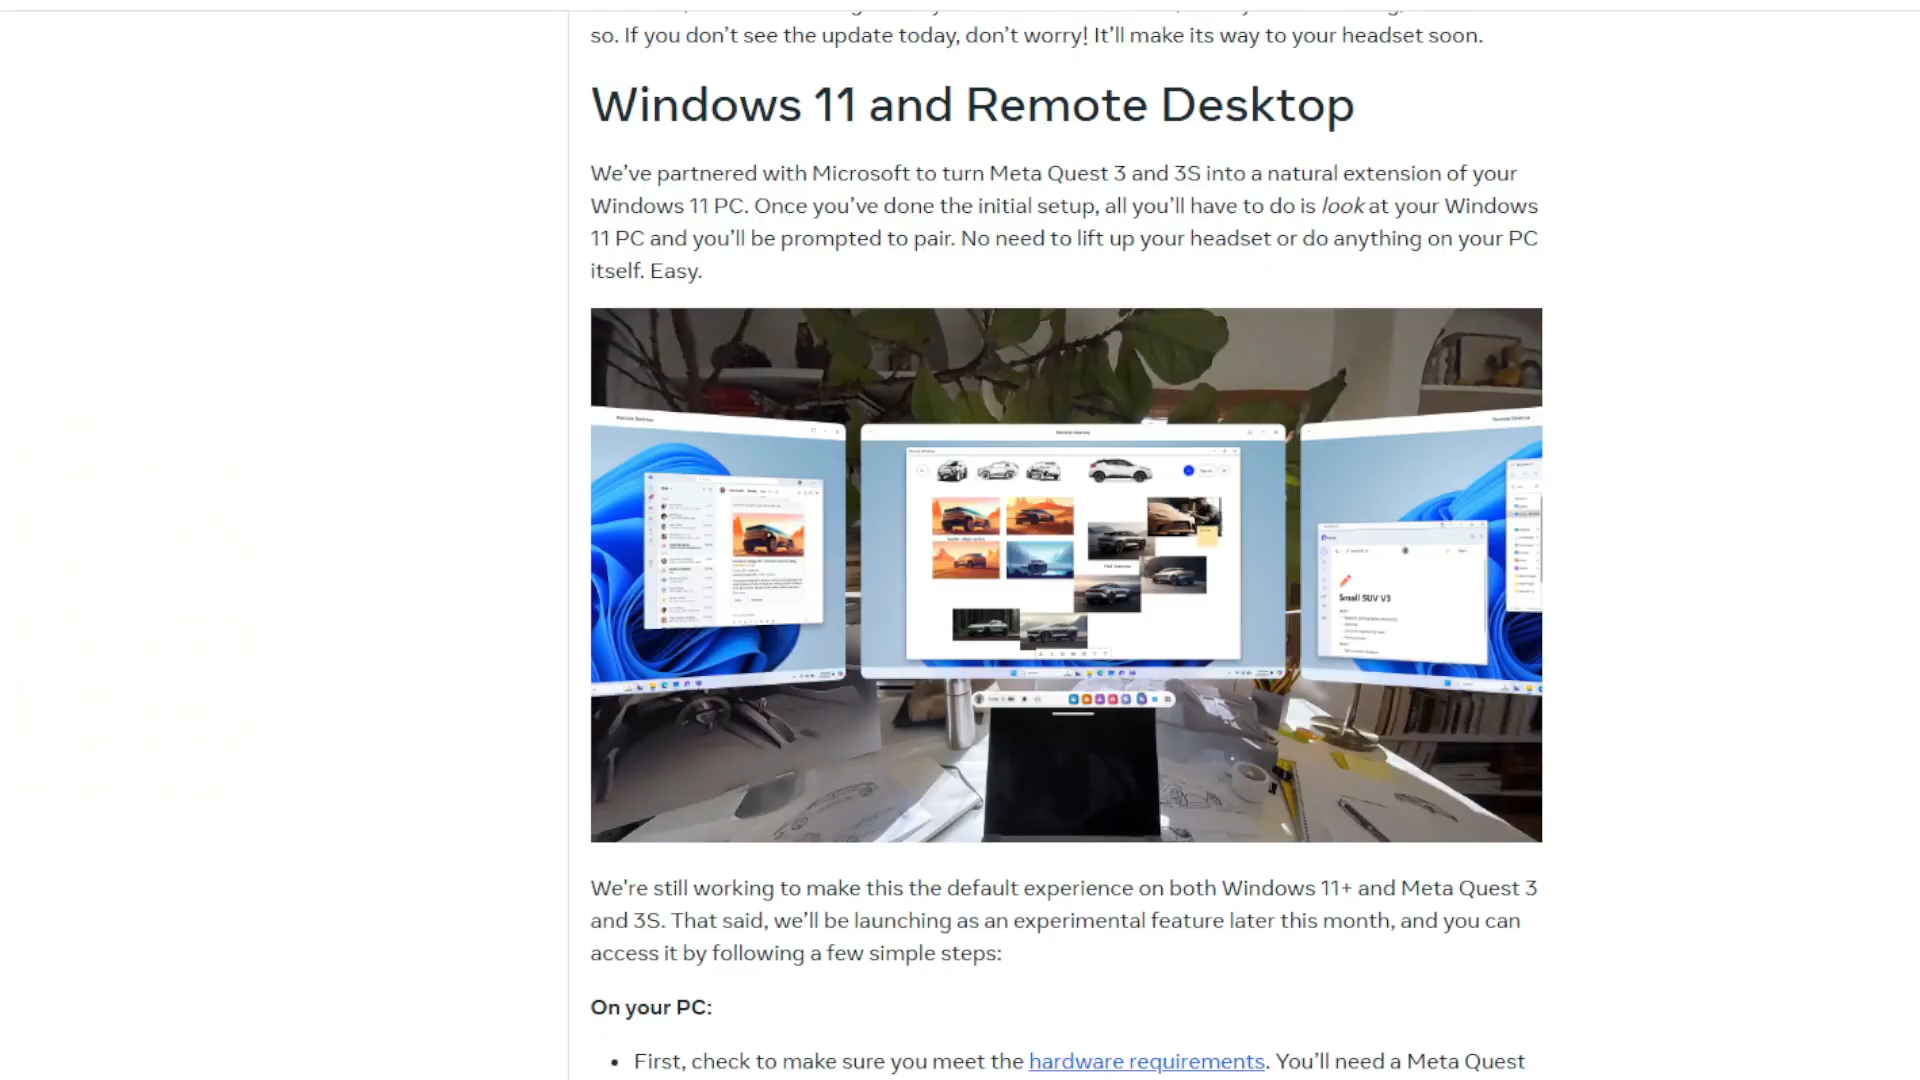 so. If you don't see the update today, don't worry! It'll make its way to your headset soon.
Windows 11 and Remote Desktop
We've partnered with Microsoft to turn Meta Quest 3 and 3S into a natural extension of your
Windows 11 PC. Once you've done the initial setup, all you'll have to do is look at your Windows
11 PC and you'll be prompted to pair. No need to lift up your headset or do anything on your PC
itself. Easy.
Remote Desktop
Remote Desktop
Remote Desktop
Small SUV V3
We're still working to make this the default experience on both Windows 11+ and Meta Quest 3
and 3S. That said, we'll be launching as an experimental feature later this month, and you can
access it by following a few simple steps:
On your PC:
• First, check to make sure you meet the hardware requirements. You'll need a Meta Quest